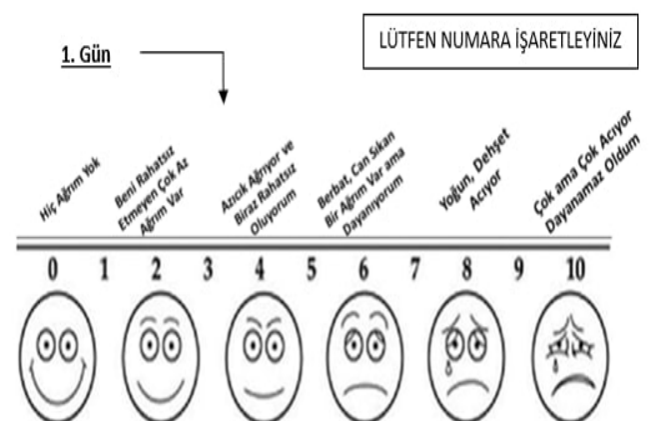 LÜTFEN NUMARA İŞARETLEYİNİZ
1. Gün
Hiç Ağrım Yok
Beni Rahatsız
Etmeyen Çok Az
Ağrım Var
Azıcık Ağrıyor ve
Biraz Rahatsız
Oluyorum
Berbat, Can Sıkan
Bir Ağrım Var ama
Dayanıyorum
Yoğun, Dehşet
Acıyor
Çok ama Çok Acıyor
Dayanamaz Oldum
0 1 2 3 4 5 6 7 8 9 10